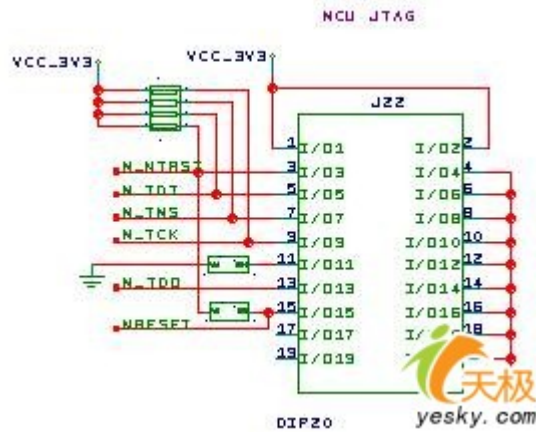 NCU JTAG
VCC_3V3
VCC_3V3
J22
1 I/O1 I/O2 2
N_NTRST 3 I/O3 I/O4 4
N_TDI 5 I/O5 I/O6 6
N_TMS 7 I/O7 I/O8 8
N_TCK 9 I/O9 I/O10 10
11 I/O11 I/O12 12
N_TDO 13 I/O13 I/O14 14
15 I/O15 I/O16 16
NRESET 17 I/O17 18
19 I/O19
天极
yesky.com
DIP20